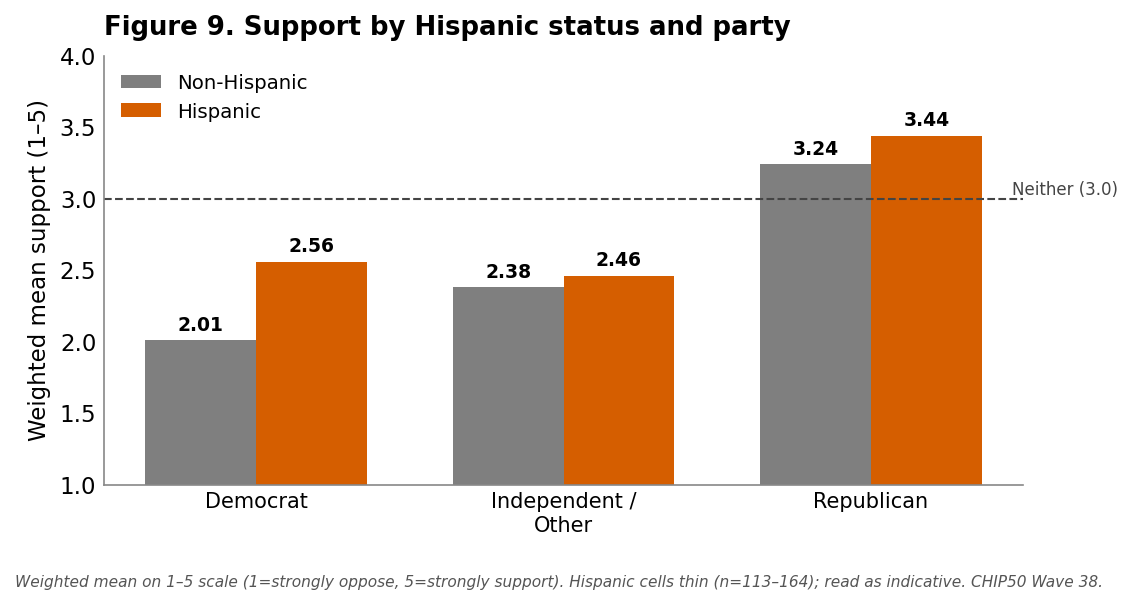 Figure 9. Support by Hispanic status and party
Weighted mean support (1–5)
4.0
3.5
3.0
2.5
2.0
1.5
1.0
Non-Hispanic
Hispanic
2.01
2.56
2.38
2.46
3.24
3.44
Neither (3.0)
Democrat
Independent /
Other
Republican
Weighted mean on 1–5 scale (1=strongly oppose, 5=strongly support). Hispanic cells thin (n=113–164); read as indicative. CHIP50 Wave 38.